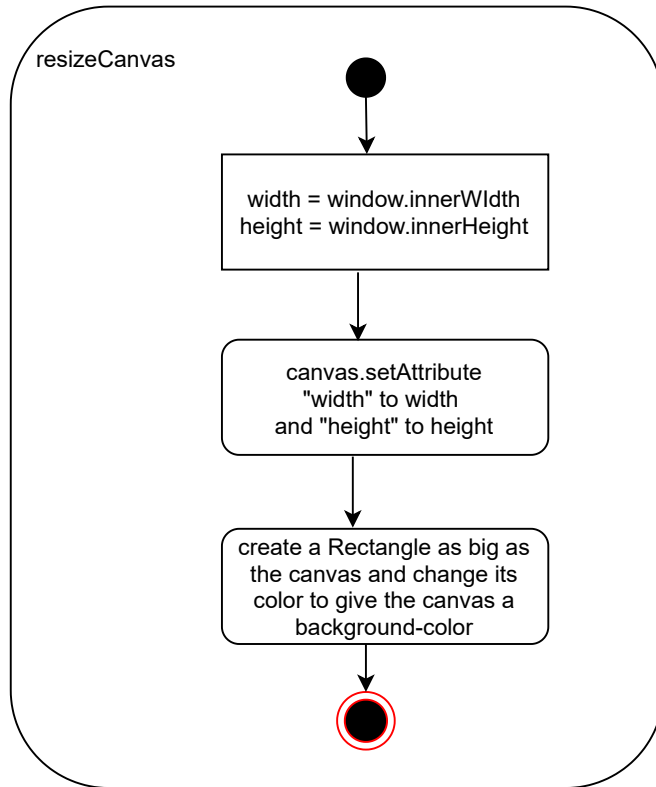 resizeCanvas
width = window.innerWIdth
height = window.innerHeight
canvas.setAttribute
"width" to width
and "height" to height
create a Rectangle as big as
the canvas and change its
color to give the canvas a
background-color